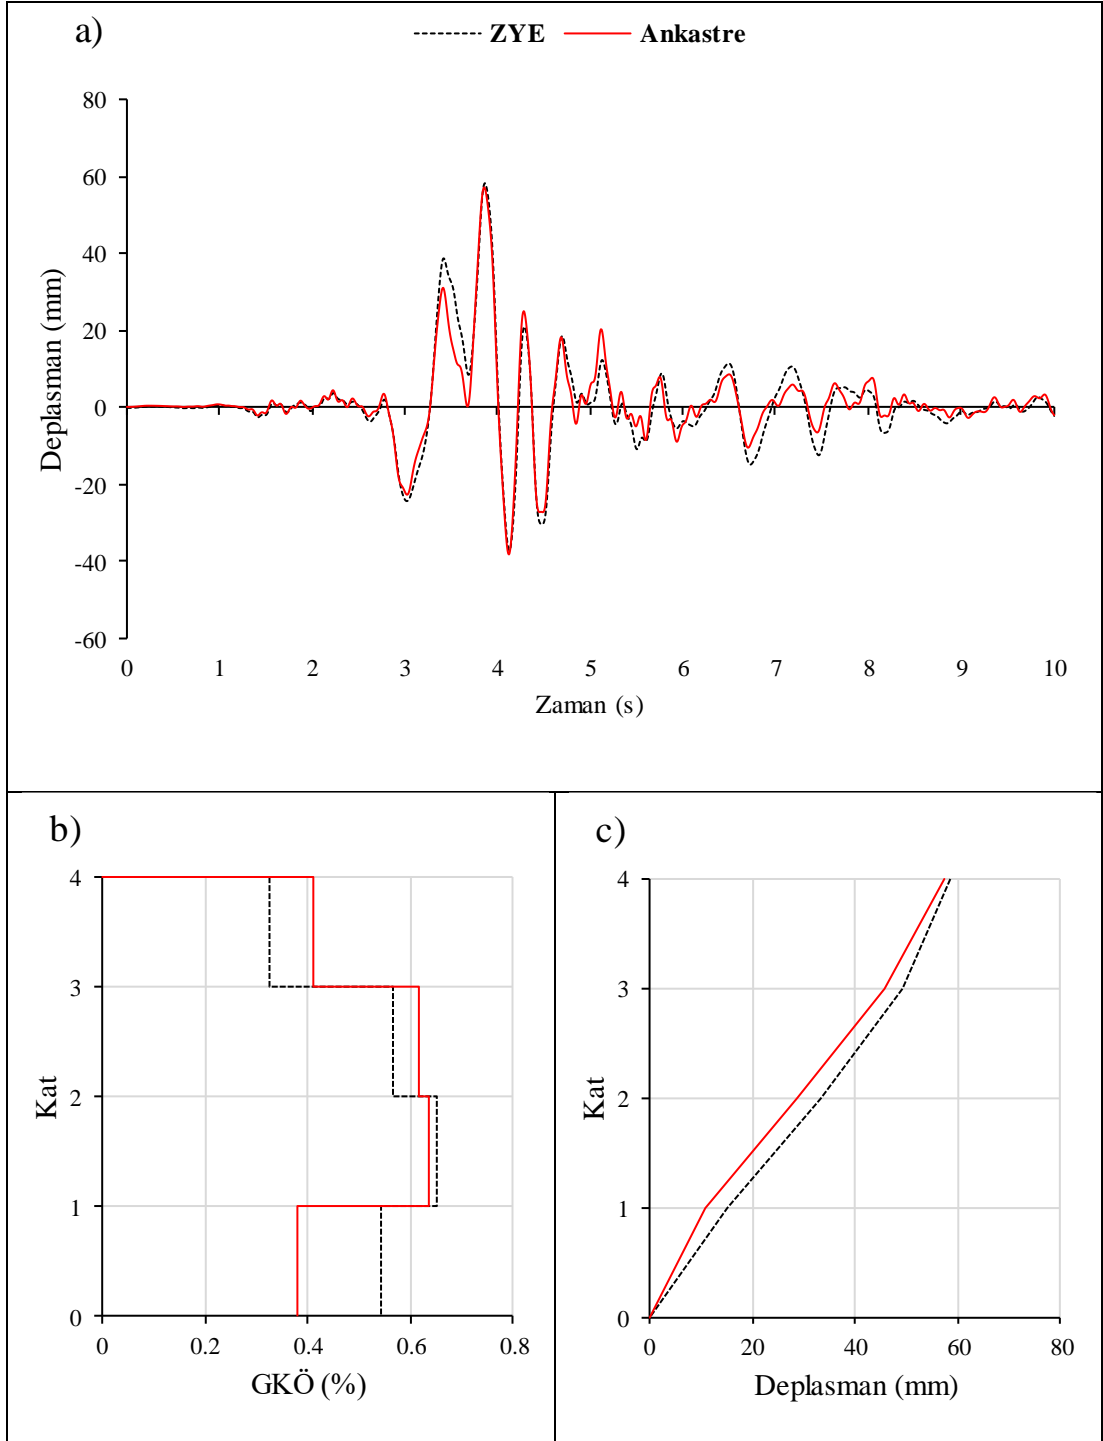 a)
ZYE Ankastre
80
60
40
20
0
-20
-40
-60
Deplasman (mm)
0 1 2 3 4 5 6 7 8 9 10
Zaman (s)
b)
4
3
2
1
0
Kat
0 0.2 0.4 0.6 0.8
GKÖ (%)
c)
4
3
2
1
0
Kat
0 20 40 60 80
Deplasman (mm)